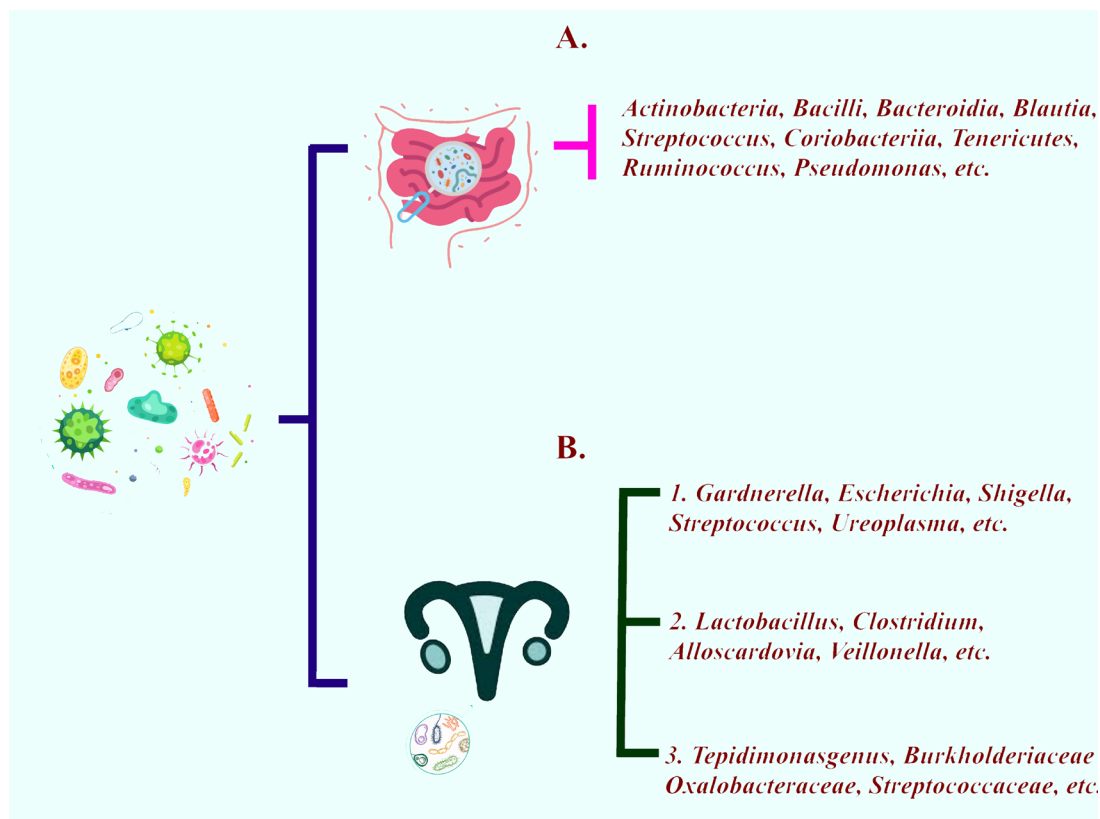 A.
Actinobacteria, Bacilli, Bacteroidia, Blautia,
Streptococcus, Coriobacteriia, Tenericutes,
Ruminococcus, Pseudomonas, etc.
B.
1. Gardnerella, Escherichia, Shigella,
Streptococcus, Ureoplasma, etc.
2. Lactobacillus, Clostridium,
Alloscardovia, Veillonella, etc.
3. Tepidimonasgenus, Burkholderiaceae
Oxalobacteraceae, Streptococcaceae, etc.